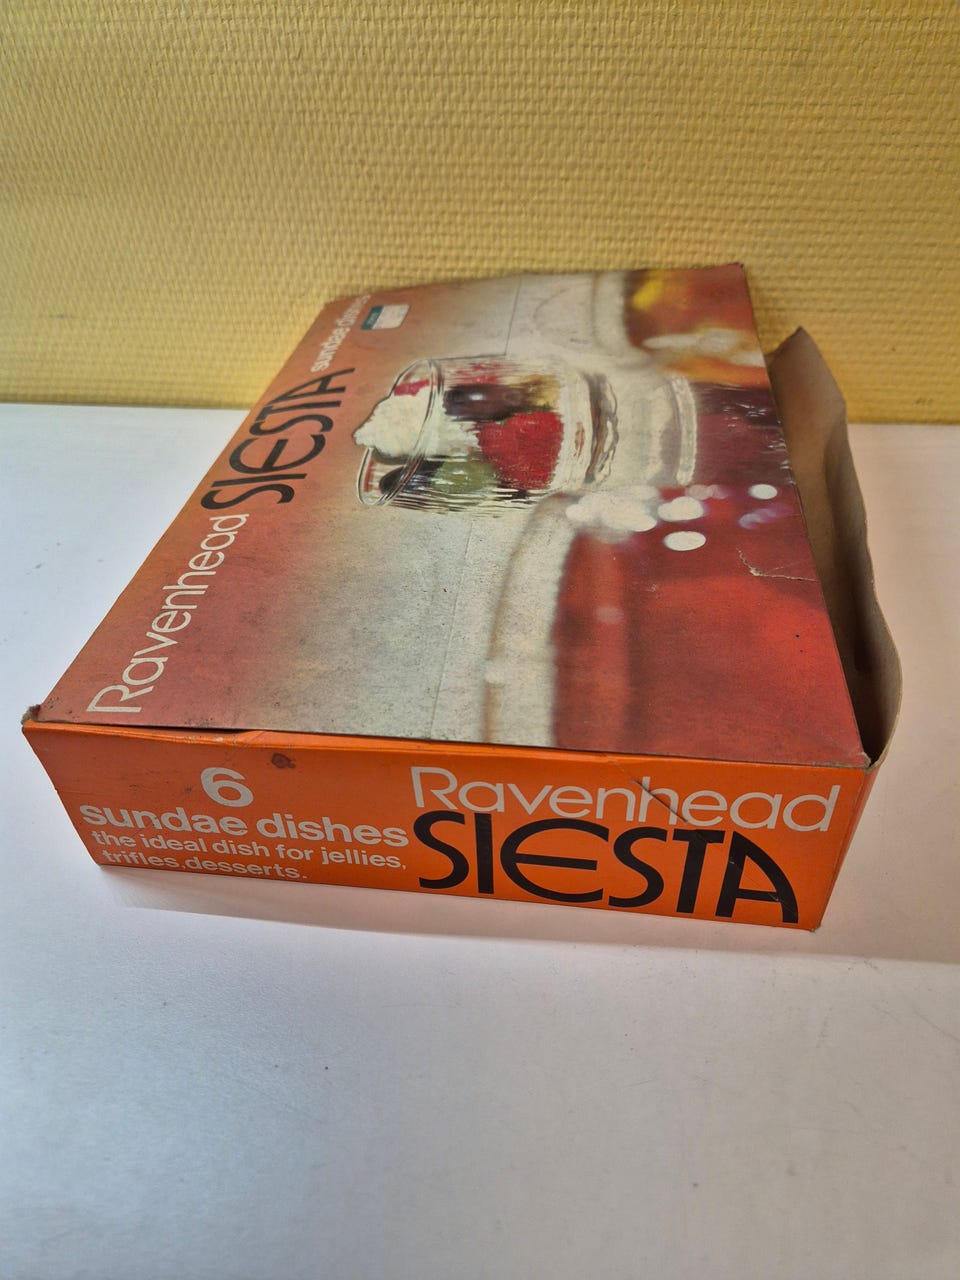 Ravenhead SIESTA sundae dishes
6
sundae dishes
the ideal dish for jellies,
trifles,desserts.
Ravenhead
SIESTA